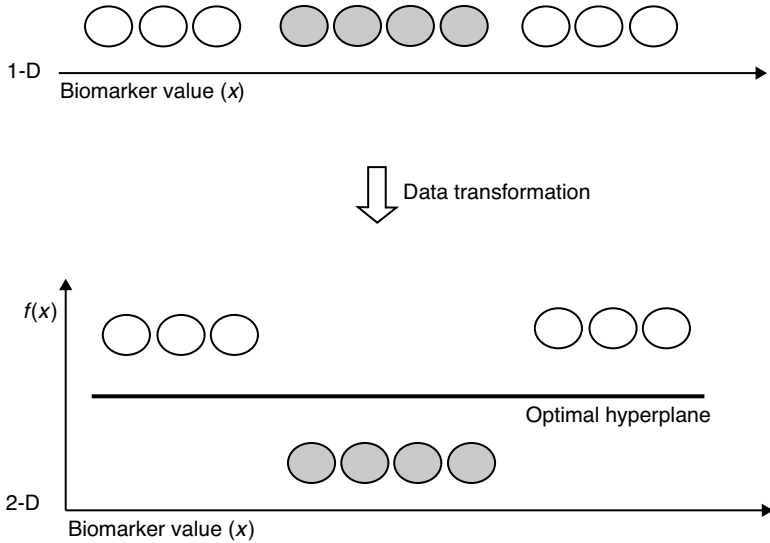 1-D
Biomarker value (x)
Data transformation
f(x)
Optimal hyperplane
2-D
Biomarker value (x)